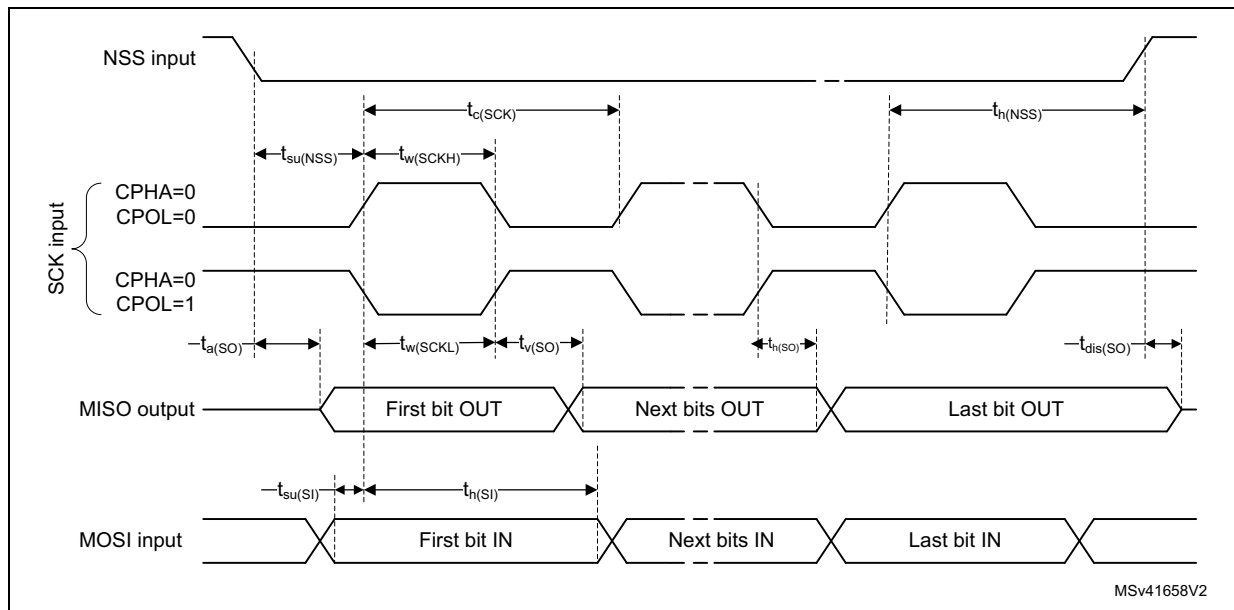 NSS input
tc(SCK)
th(NSS)
tsu(NSS)
tw(SCKH)
SCK input
CPHA=0
CPOL=0
CPHA=0
CPOL=1
ta(SO)
tw(SCKL)
tv(SO)
th(SO)
tdis(SO)
MISO output
First bit OUT
Next bits OUT
Last bit OUT
tsu(SI)
th(SI)
MOSI input
First bit IN
Next bits IN
Last bit IN
MSv41658V2